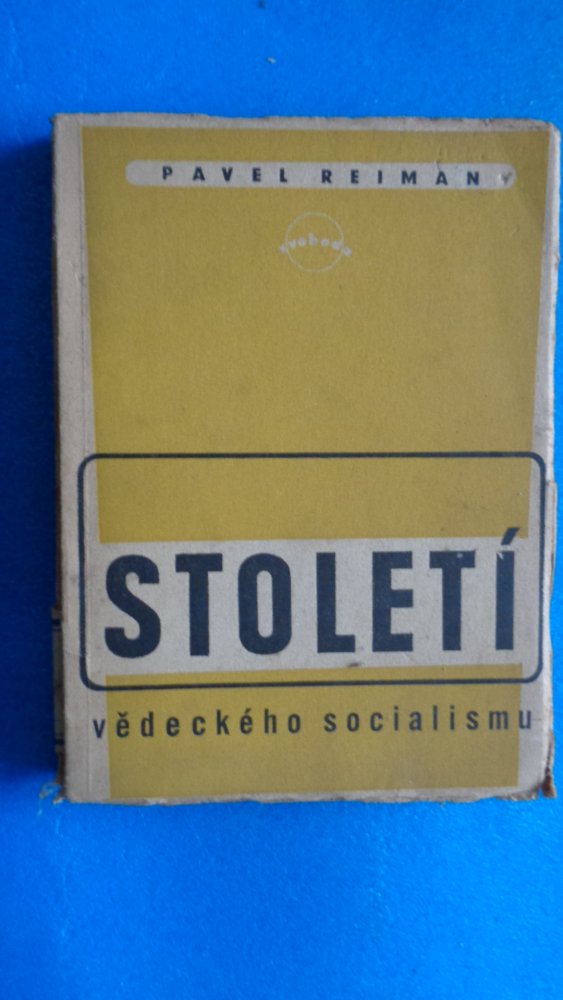 PAVEL REIMAN
svoboda
STOLETÍ
vědeckého socialismu